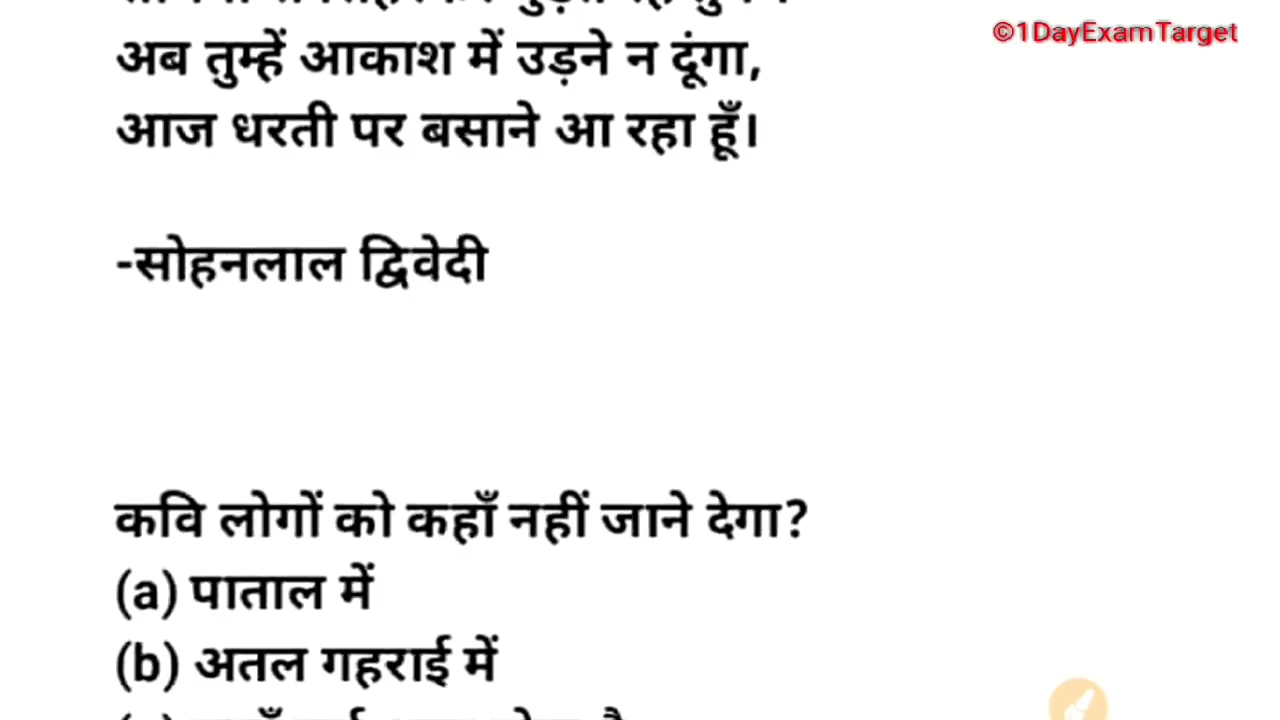 ©1DayExamTarget
अब तुम्हें आकाश में उड़ने न दूंगा,
आज धरती पर बसाने आ रहा हूँ।
-सोहनलाल द्विवेदी
कवि लोगों को कहाँ नहीं जाने देगा?
(a) पाताल में
(b) अतल गहराई में